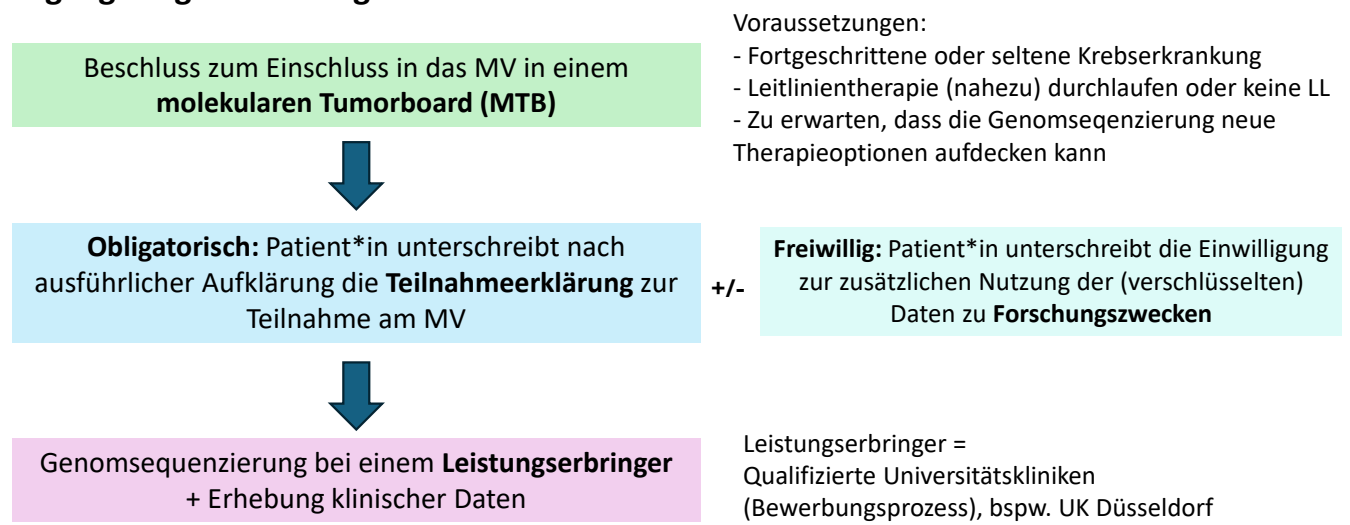 Voraussetzungen:
- Fortgeschrittene oder seltene Krebserkrankung
- Leitlinientherapie (nahezu) durchlaufen oder keine LL
- Zu erwarten, dass die Genomseqenzierung neue
Therapieoptionen aufdecken kann
Beschluss zum Einschluss in das MV in einem
molekularen Tumorboard (MTB)
Obligatorisch: Patient*in unterschreibt nach
ausführlicher Aufklärung die Teilnahmeerklärung zur
Teilnahme am MV
+/-
Freiwillig: Patient*in unterschreibt die Einwilligung
zur zusätzlichen Nutzung der (verschlüsselten)
Daten zu Forschungszwecken
Genomsequenzierung bei einem Leistungserbringer
+ Erhebung klinischer Daten
Leistungserbringer =
Qualifizierte Universitätskliniken
(Bewerbungsprozess), bspw. UK Düsseldorf